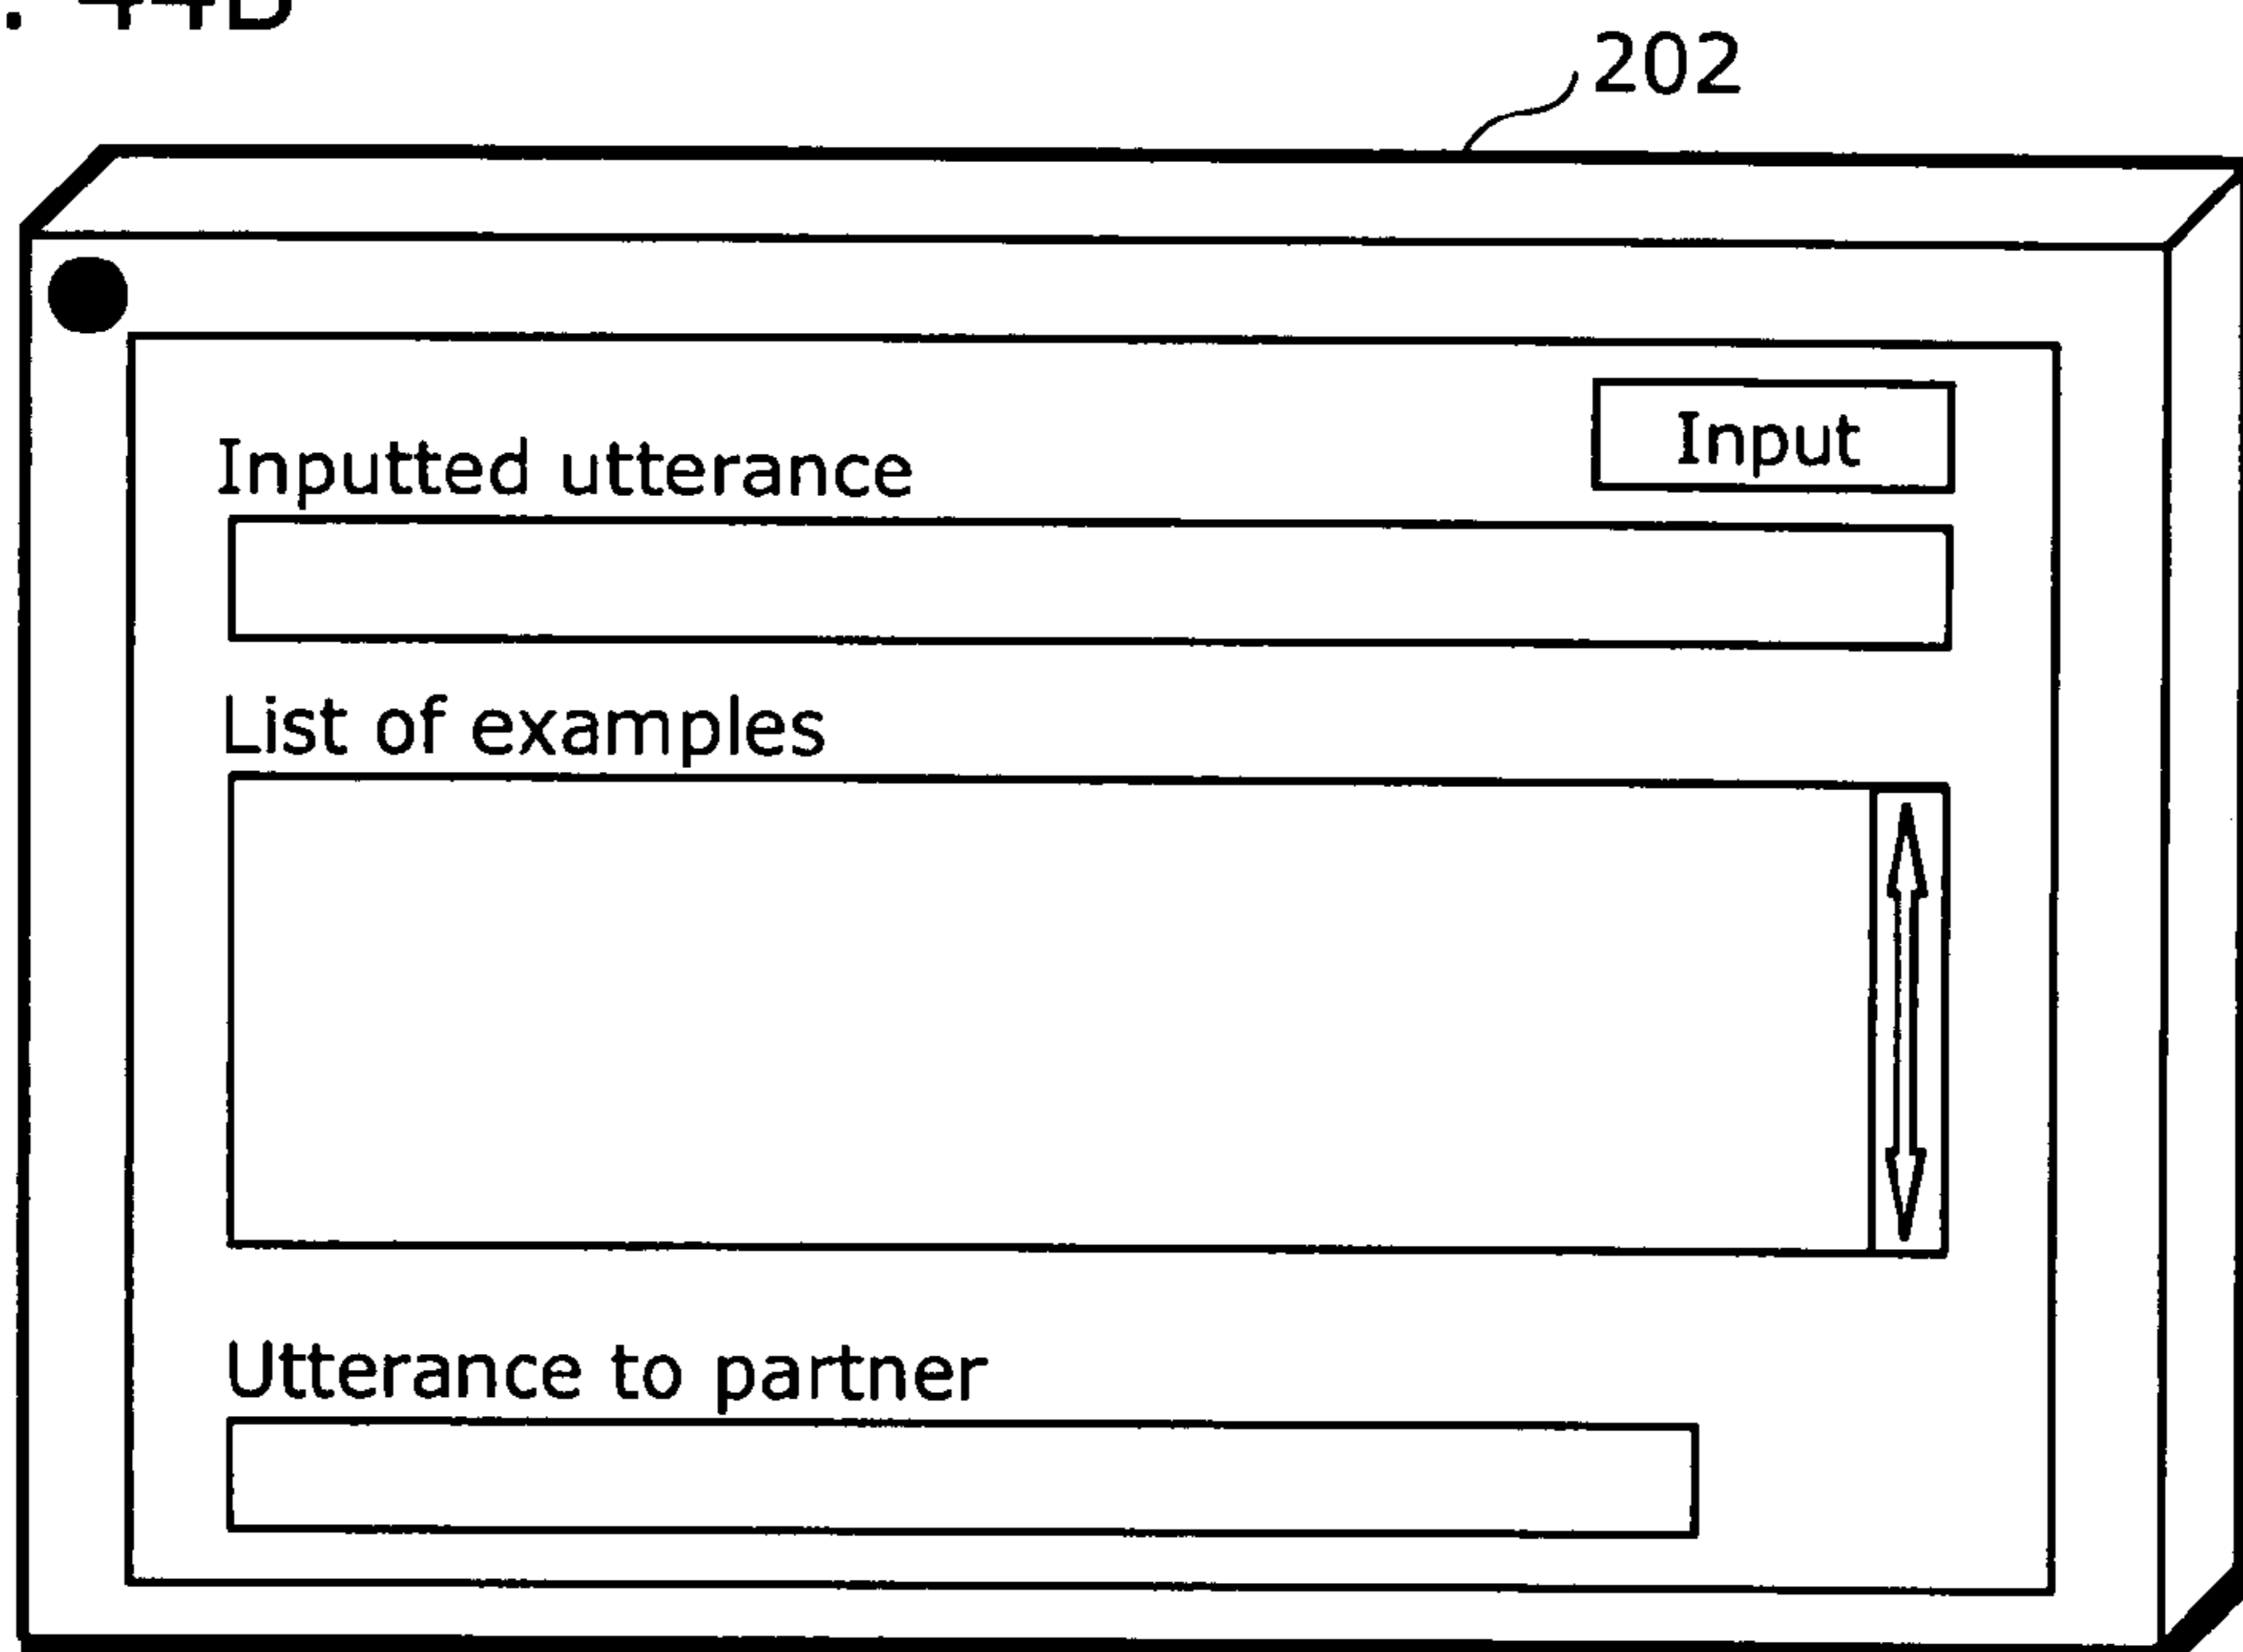 202
Input
Inputted utterance
List of examples
Utterance to partner